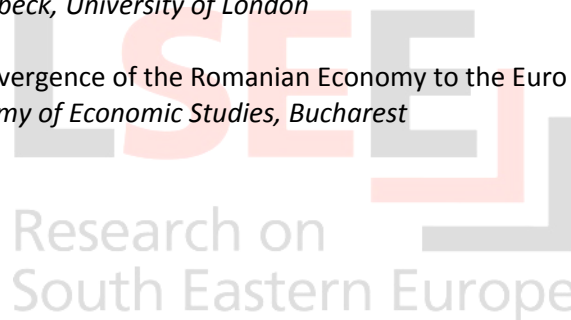 beck, University of London
vergence of the Romanian Economy to the Euro
my of Economic Studies, Bucharest
LSEE
Research on
South Eastern Europe